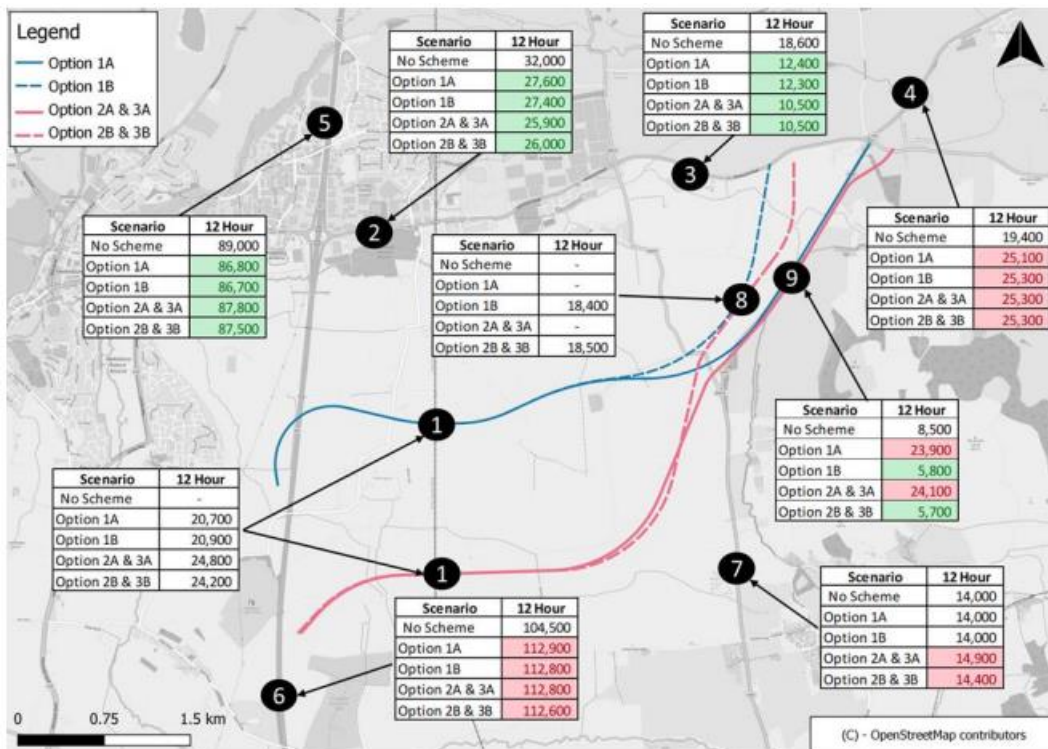 Legend
Option 1A
Option 1B
Option 2A & 3A
Option 2B & 3B
Scenario 12 Hour
No Scheme 32,000
Option 1A 27,600
Option 1B 27,400
Option 2A & 3A 25,900
Option 2B & 3B 26,000
Scenario 12 Hour
No Scheme 18,600
Option 1A 12,400
Option 1B 12,300
Option 2A & 3A 10,500
Option 2B & 3B 10,500
4
5
3
2
Scenario 12 Hour
No Scheme 89,000
Option 1A 86,800
Option 1B 86,700
Option 2A & 3A 87,800
Option 2B & 3B 87,500
Scenario 12 Hour
No Scheme -
Option 1A -
Option 1B 18,400
Option 2A & 3A -
Option 2B & 3B 18,500
8
9
Scenario 12 Hour
No Scheme 19,400
Option 1A 25,100
Option 1B 25,300
Option 2A & 3A 25,300
Option 2B & 3B 25,300
1
Scenario 12 Hour
No Scheme 8,500
Option 1A 23,900
Option 1B 5,800
Option 2A & 3A 24,100
Option 2B & 3B 5,700
Scenario 12 Hour
No Scheme -
Option 1A 20,700
Option 1B 20,900
Option 2A & 3A 24,800
Option 2B & 3B 24,200
1
7
Scenario 12 Hour
No Scheme 104,500
Option 1A 112,900
Option 1B 112,800
Option 2A & 3A 112,800
Option 2B & 3B 112,600
6
Scenario 12 Hour
No Scheme 14,000
Option 1A 14,000
Option 1B 14,000
Option 2A & 3A 14,900
Option 2B & 3B 14,400
0 0.75 1.5 km
(C) - OpenStreetMap contributors